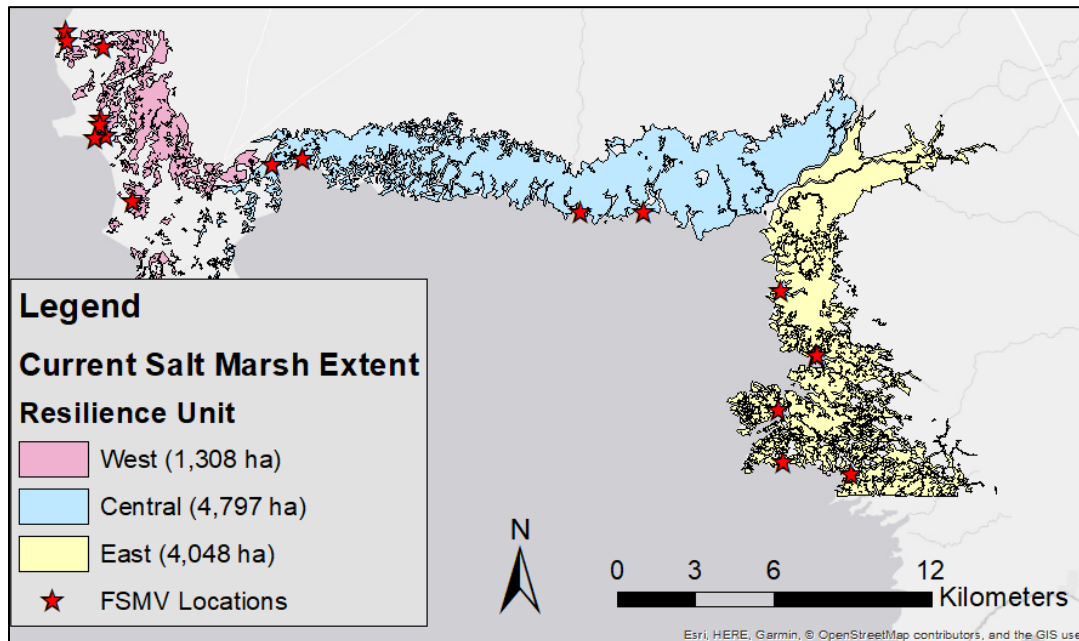 Legend
Current Salt Marsh Extent
Resilience Unit
West (1,308 ha)
Central (4,797 ha)
East (4,048 ha)
FSMV Locations
N
0 3 6 12
Kilometers
Esri, HERE, Garmin, © OpenStreetMap contributors, and the GIS use